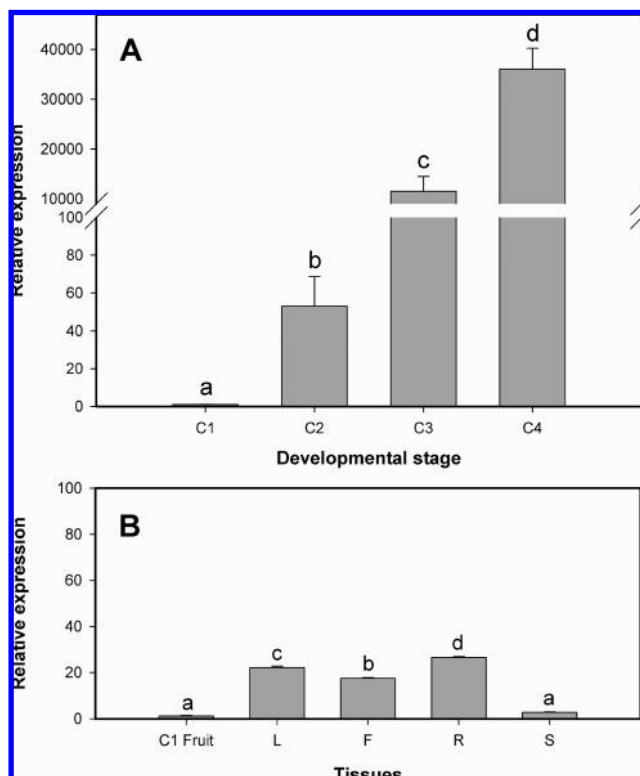 A
Relative expression
40000
30000
20000
10000
100
80
60
40
20
0
a
b
c
d
C1 C2 C3 C4
Developmental stage
B
Relative expression
100
80
60
40
20
0
a
c
b
d
a
C1 Fruit L F R S
Tissues